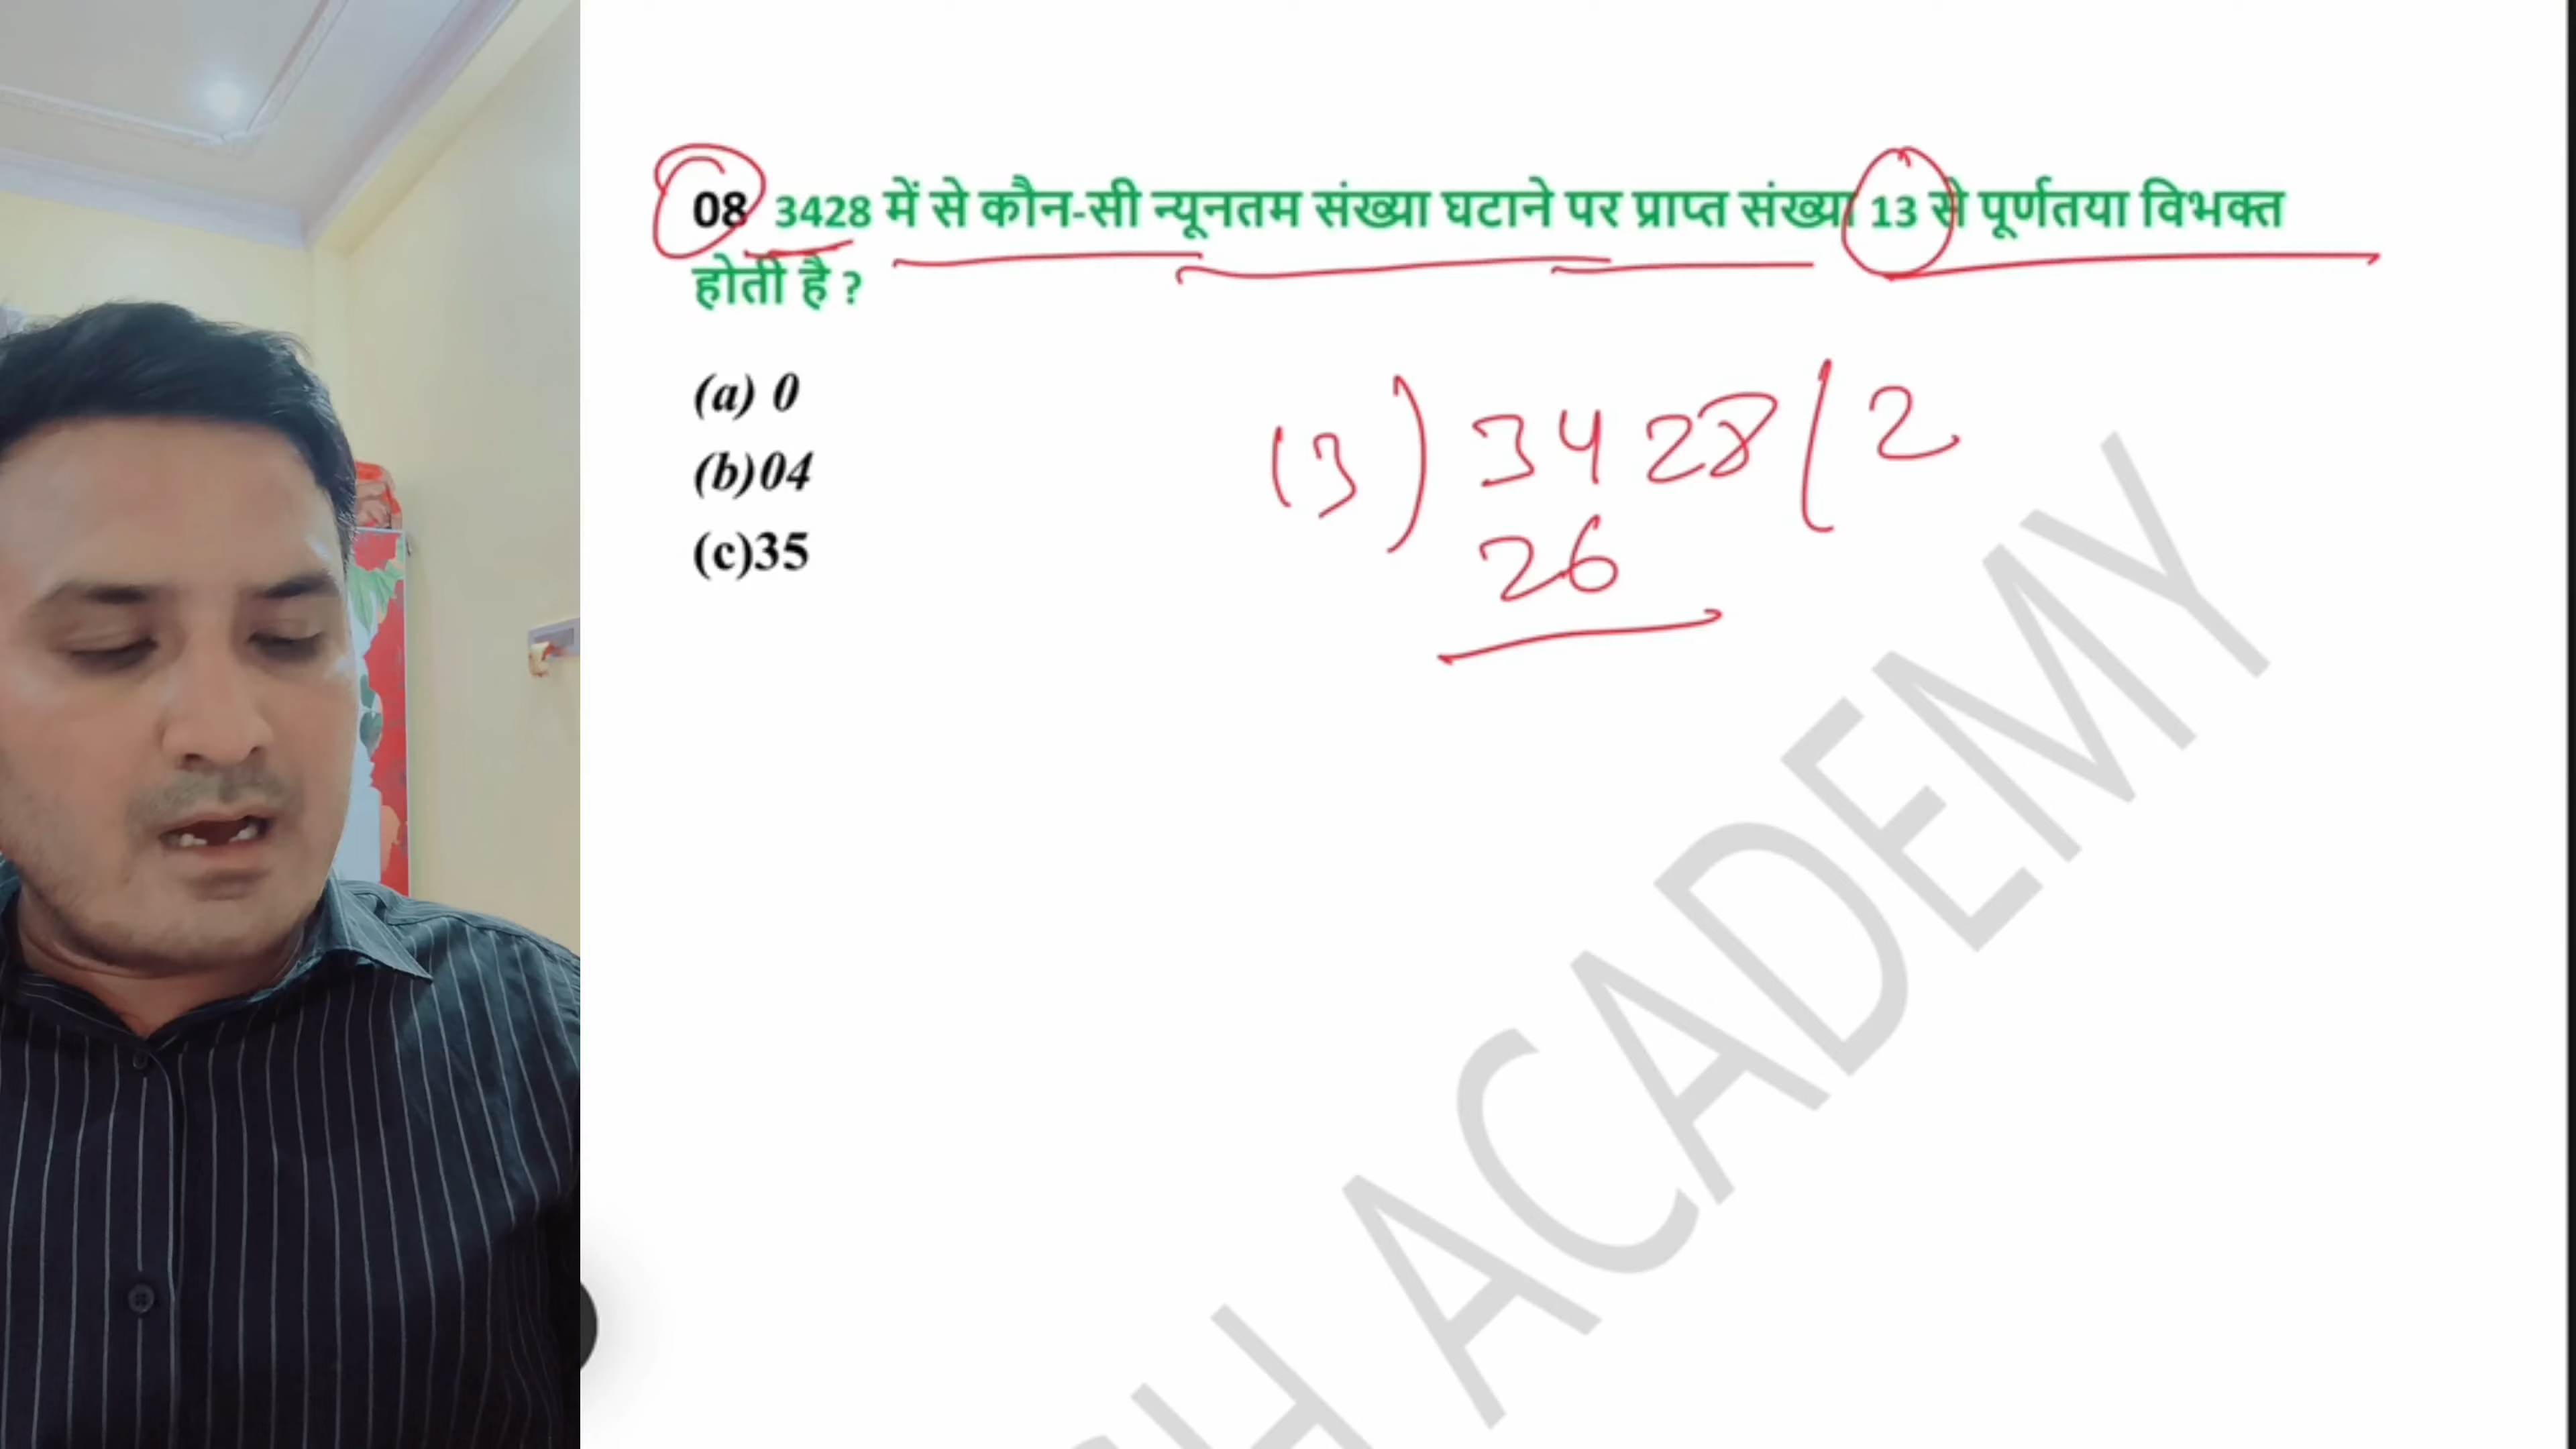 08 3428 में से कौन-सी न्यूनतम संख्या घटाने पर प्राप्त संख्या 13 से पूर्णतया विभक्त
होती है ?
(a) 0
(b)04
(c)35
13 ) 3428 ( 2
26
H ACADEMY